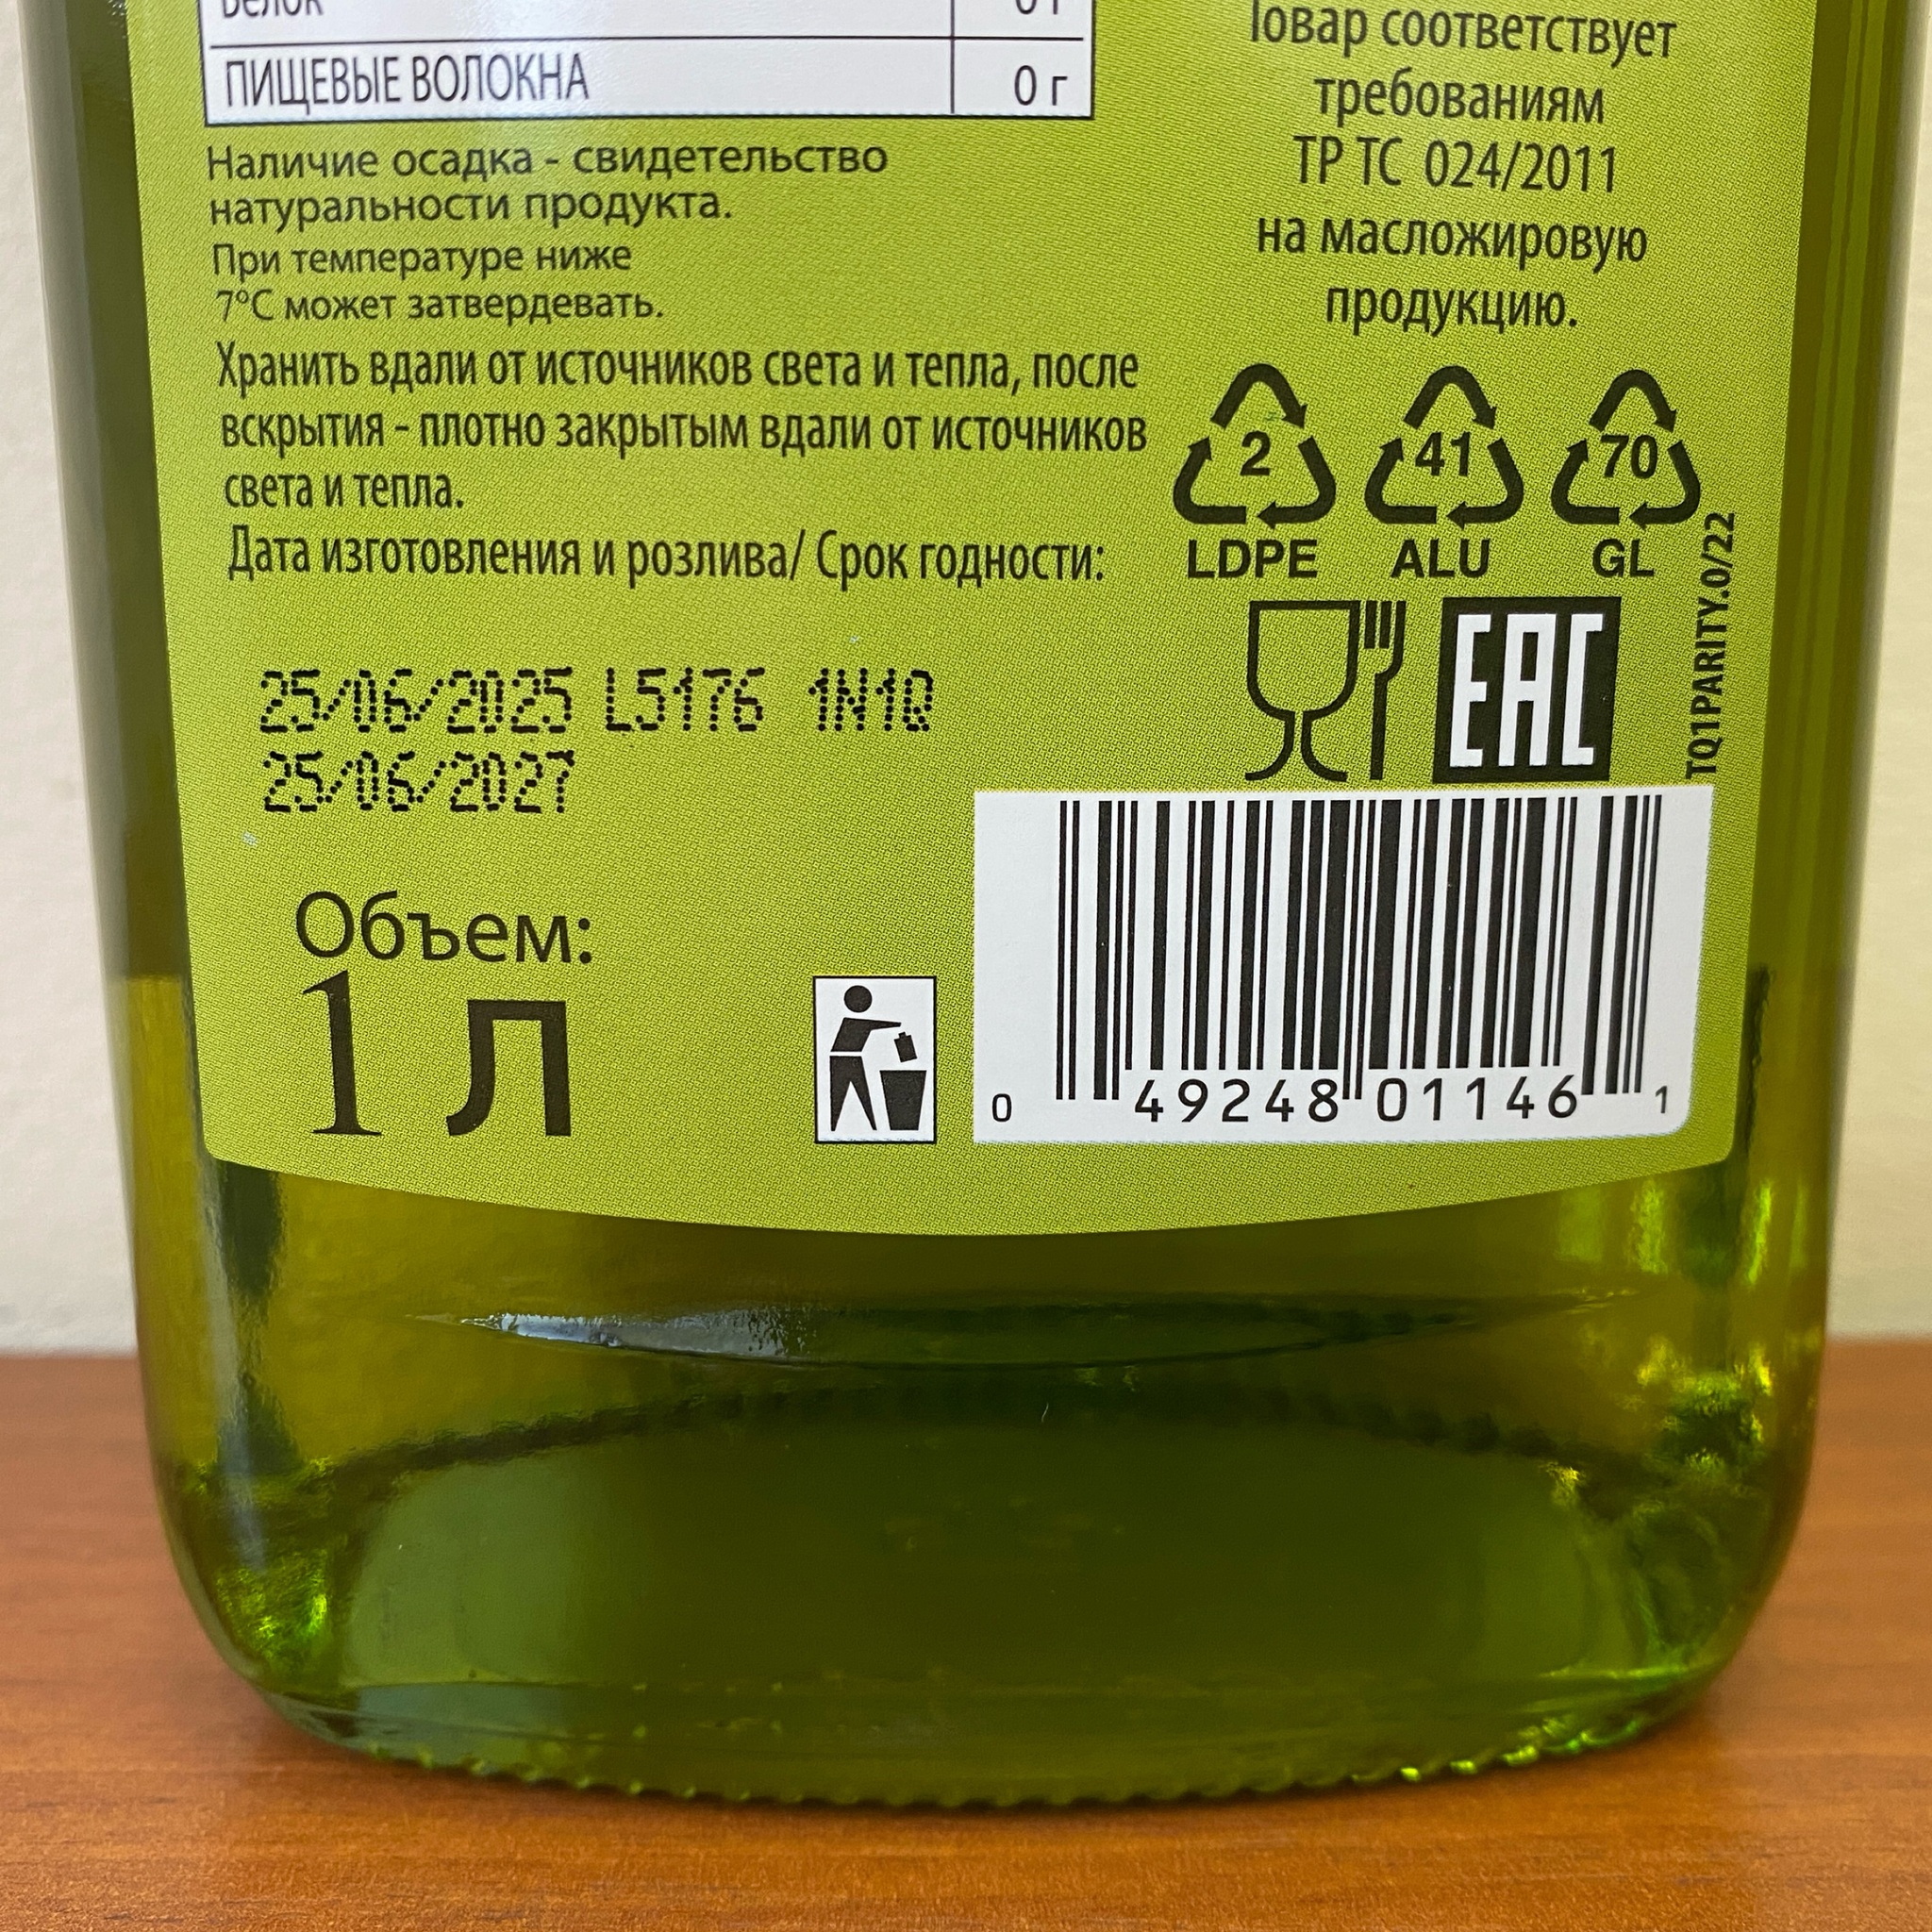 Белок 0 г
ПИЩЕВЫЕ ВОЛОКНА 0 г
Наличие осадка - свидетельство
натуральности продукта.
При температуре ниже
7°C может затвердевать.
Хранить вдали от источников света и тепла, после
вскрытия - плотно закрытым вдали от источников
света и тепла.
Дата изготовления и розлива/ Срок годности:
25/06/2025 L5176 1N1Q
25/06/2027
Объем:
1 л
Товар соответствует
требованиям
ТР ТС 024/2011
на масложировую
продукцию.
2 41 70
LDPE ALU GL
TQ1PARITY.0/22
EAC
0 49248 01146 1